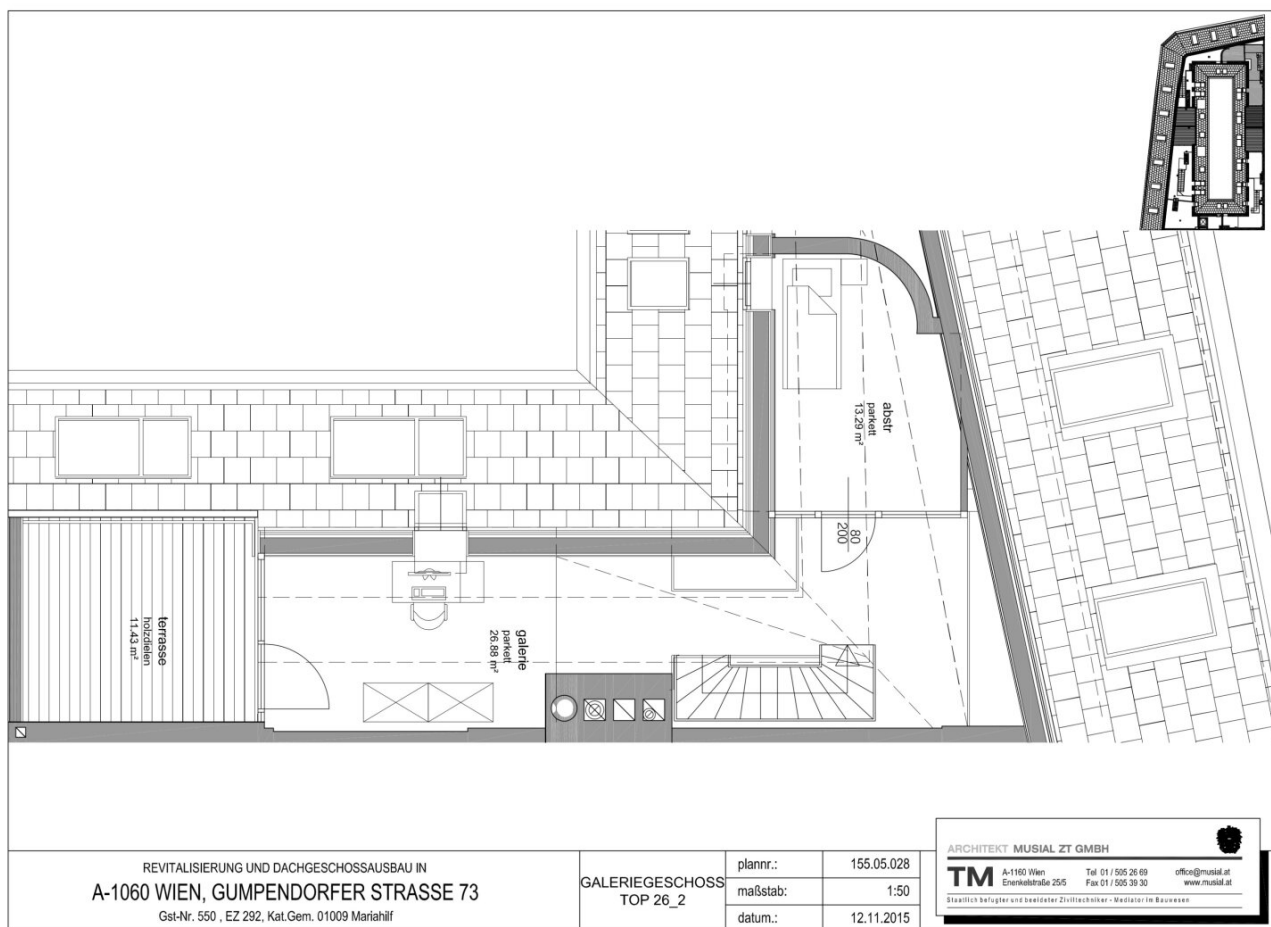 abstr
parkett
13.29 m²
80
200
terrasse
holzdielen
11.43 m²
galerie
parkett
26.88 m²
REVITALISIERUNG UND DACHGESCHOSSAUSBAU IN
A-1060 WIEN, GUMPENDORFER STRASSE 73
Gst-Nr. 550 , EZ 292, Kat.Gem. 01009 Mariahilf
GALERIEGESCHOSS
TOP 26_2
plannr.: 155.05.028
maßstab: 1:50
datum.: 12.11.2015
ARCHITEKT MUSIAL ZT GMBH
TM
A-1160 Wien Tel 01 / 505 26 69 office@musial.at
Enenkelstraße 25/5 Fax 01 / 505 39 30 www.musial.at
Staatlich befugter und beeideter Ziviltechniker - Mediator im Bauwesen